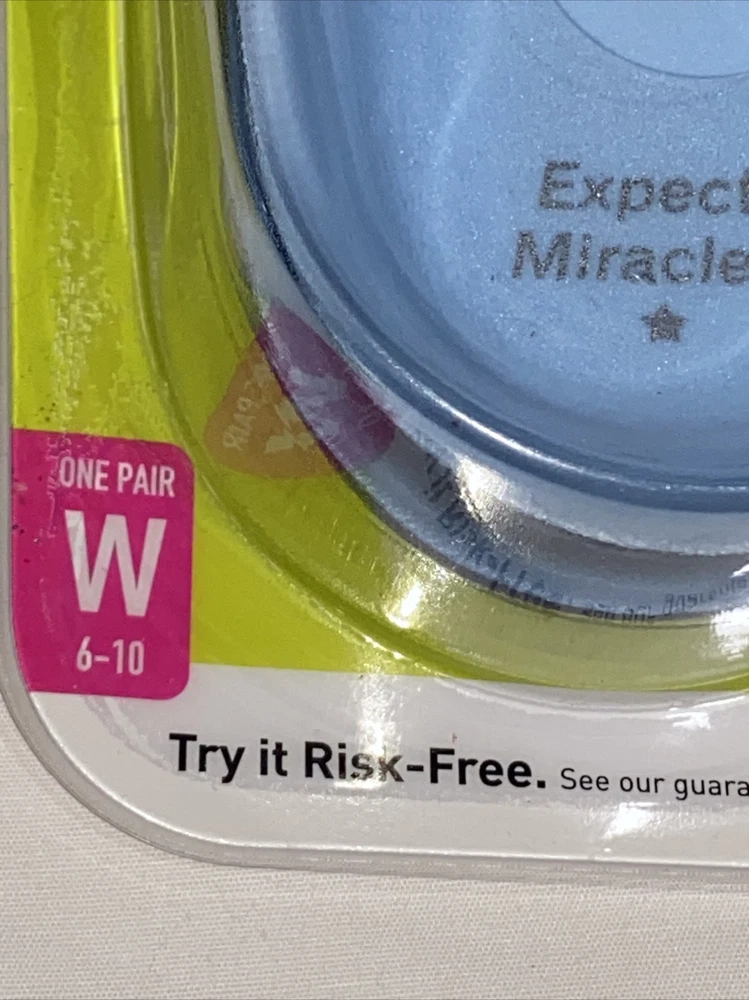 Expect
Miracle
ONE PAIR
W
6-10
Try it Risk-Free. See our guara